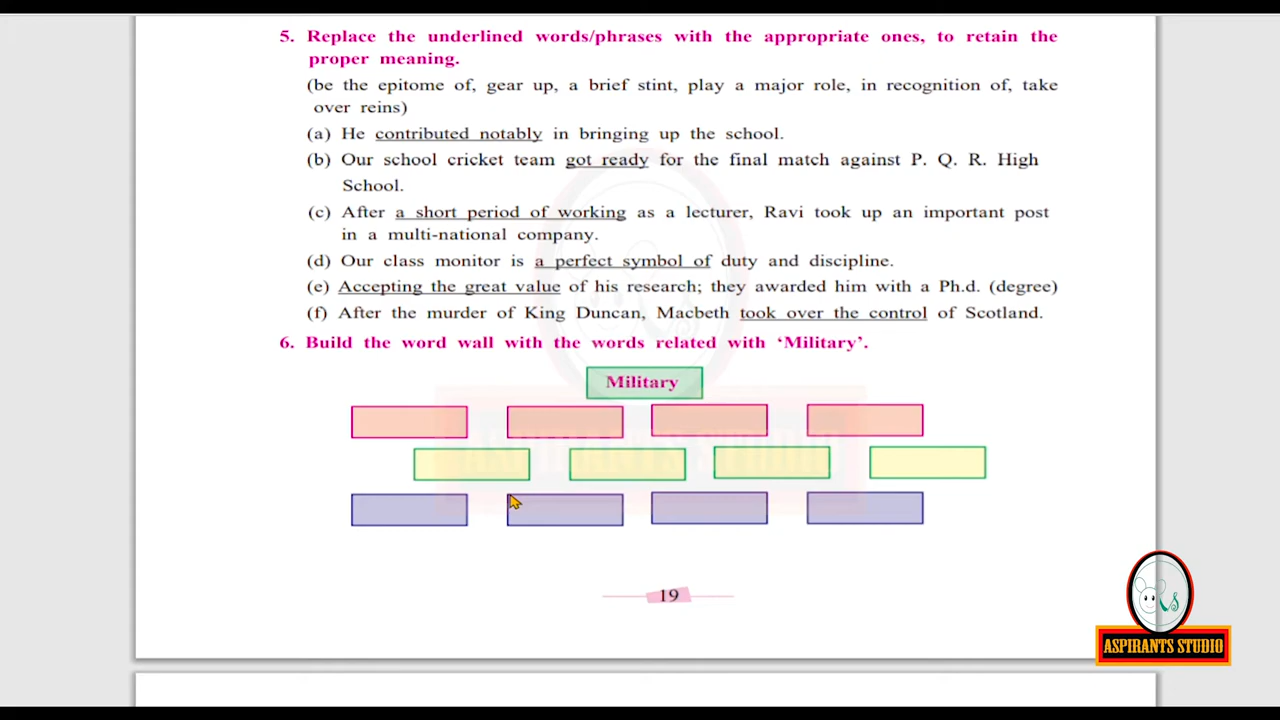 5. Replace the underlined words/phrases with the appropriate ones, to retain the
proper meaning.
(be the epitome of, gear up, a brief stint, play a major role, in recognition of, take
over reins)
(a) He contributed notably in bringing up the school.
(b) Our school cricket team got ready for the final match against P. Q. R. High
School.
(c) After a short period of working as a lecturer, Ravi took up an important post
in a multi-national company.
(d) Our class monitor is a perfect symbol of duty and discipline.
(e) Accepting the great value of his research; they awarded him with a Ph.d. (degree)
(f) After the murder of King Duncan, Macbeth took over the control of Scotland.
6. Build the word wall with the words related with ‘Military’.
Military
19
ASPIRANTS STUDIO